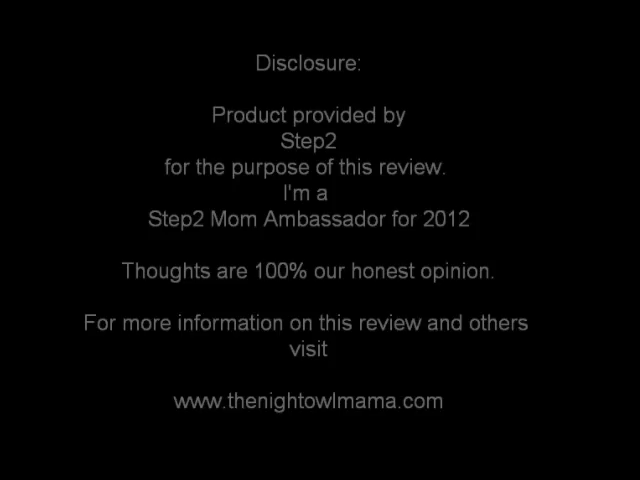 Disclosure:
Product provided by
Step2
for the purpose of this review.
I'm a
Step2 Mom Ambassador for 2012
Thoughts are 100% our honest opinion.
For more information on this review and others
visit
www.thenightowlmama.com